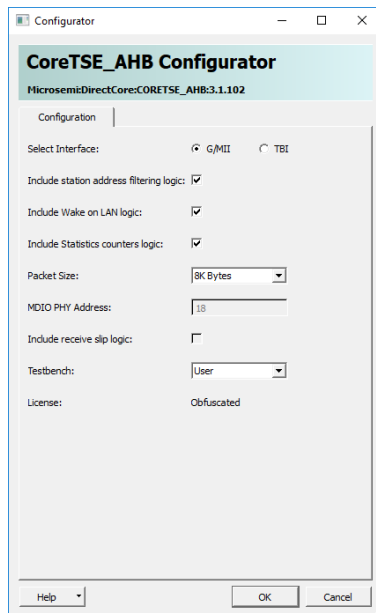 Configurator
CoreTSE_AHB Configurator
Microsemi:DirectCore:CORETSE_AHB:3.1.102
Configuration
Select Interface: G/MII TBI
Include station address filtering logic:
Include Wake on LAN logic:
Include Statistics counters logic:
Packet Size: 8K Bytes
MDIO PHY Address: 18
Include receive slip logic:
Testbench: User
License: Obfuscated
Help OK Cancel